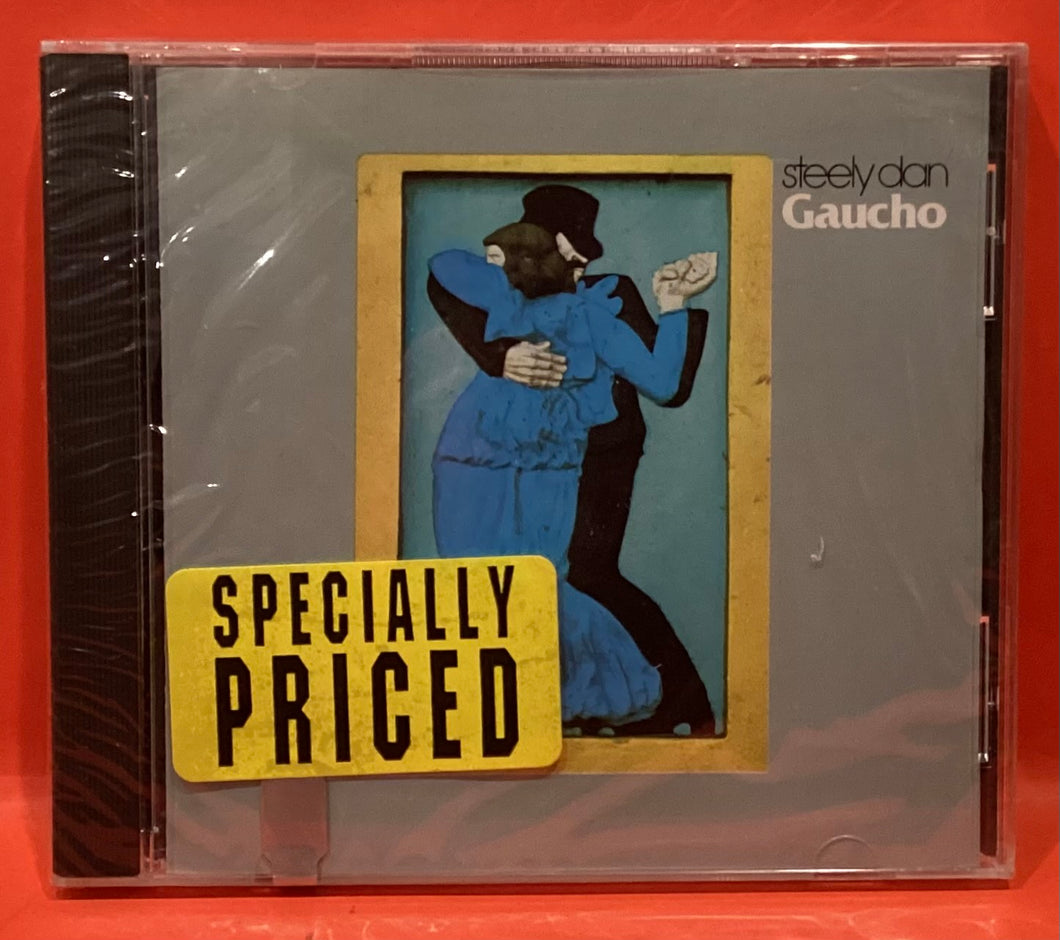 steely dan
Gaucho
SPECIALLY
PRICED